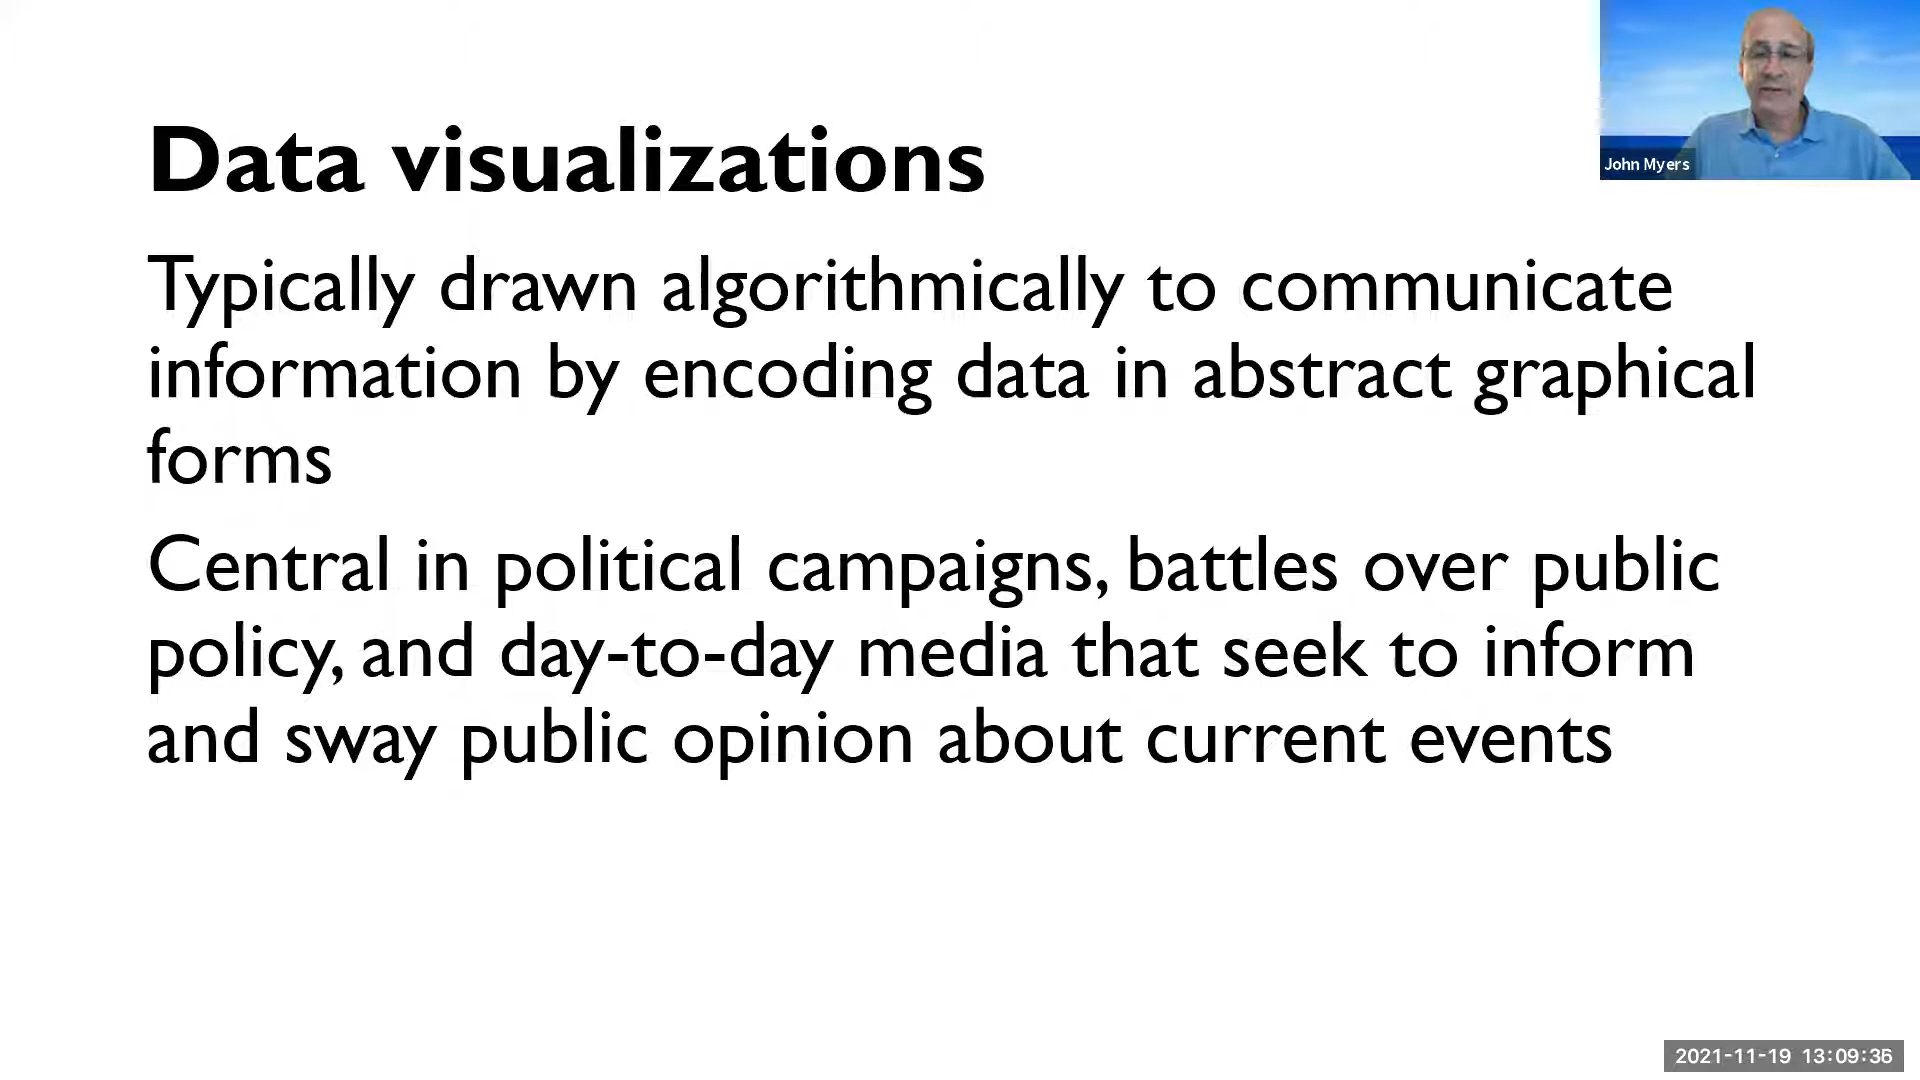 Data visualizations
Typically drawn algorithmically to communicate
information by encoding data in abstract graphical
forms
Central in political campaigns, battles over public
policy, and day-to-day media that seek to inform
and sway public opinion about current events
John Myers
2021-11-19 13:09:36